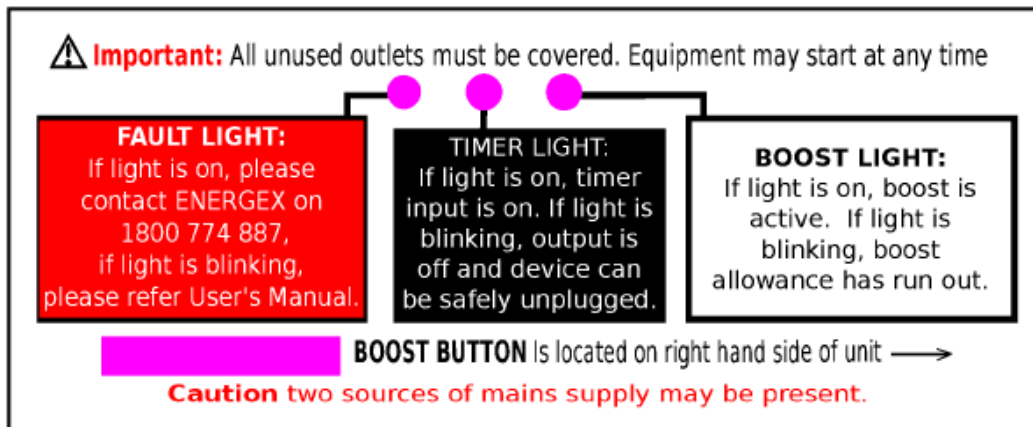 Important: All unused outlets must be covered. Equipment may start at any time
FAULT LIGHT:
If light is on, please
contact ENERGEX on
1800 774 887,
if light is blinking,
please refer User's Manual.
TIMER LIGHT:
If light is on, timer
input is on. If light is
blinking, output is
off and device can
be safely unplugged.
BOOST LIGHT:
If light is on, boost is
active. If light is
blinking, boost
allowance has run out.
BOOST BUTTON Is located on right hand side of unit
Caution two sources of mains supply may be present.